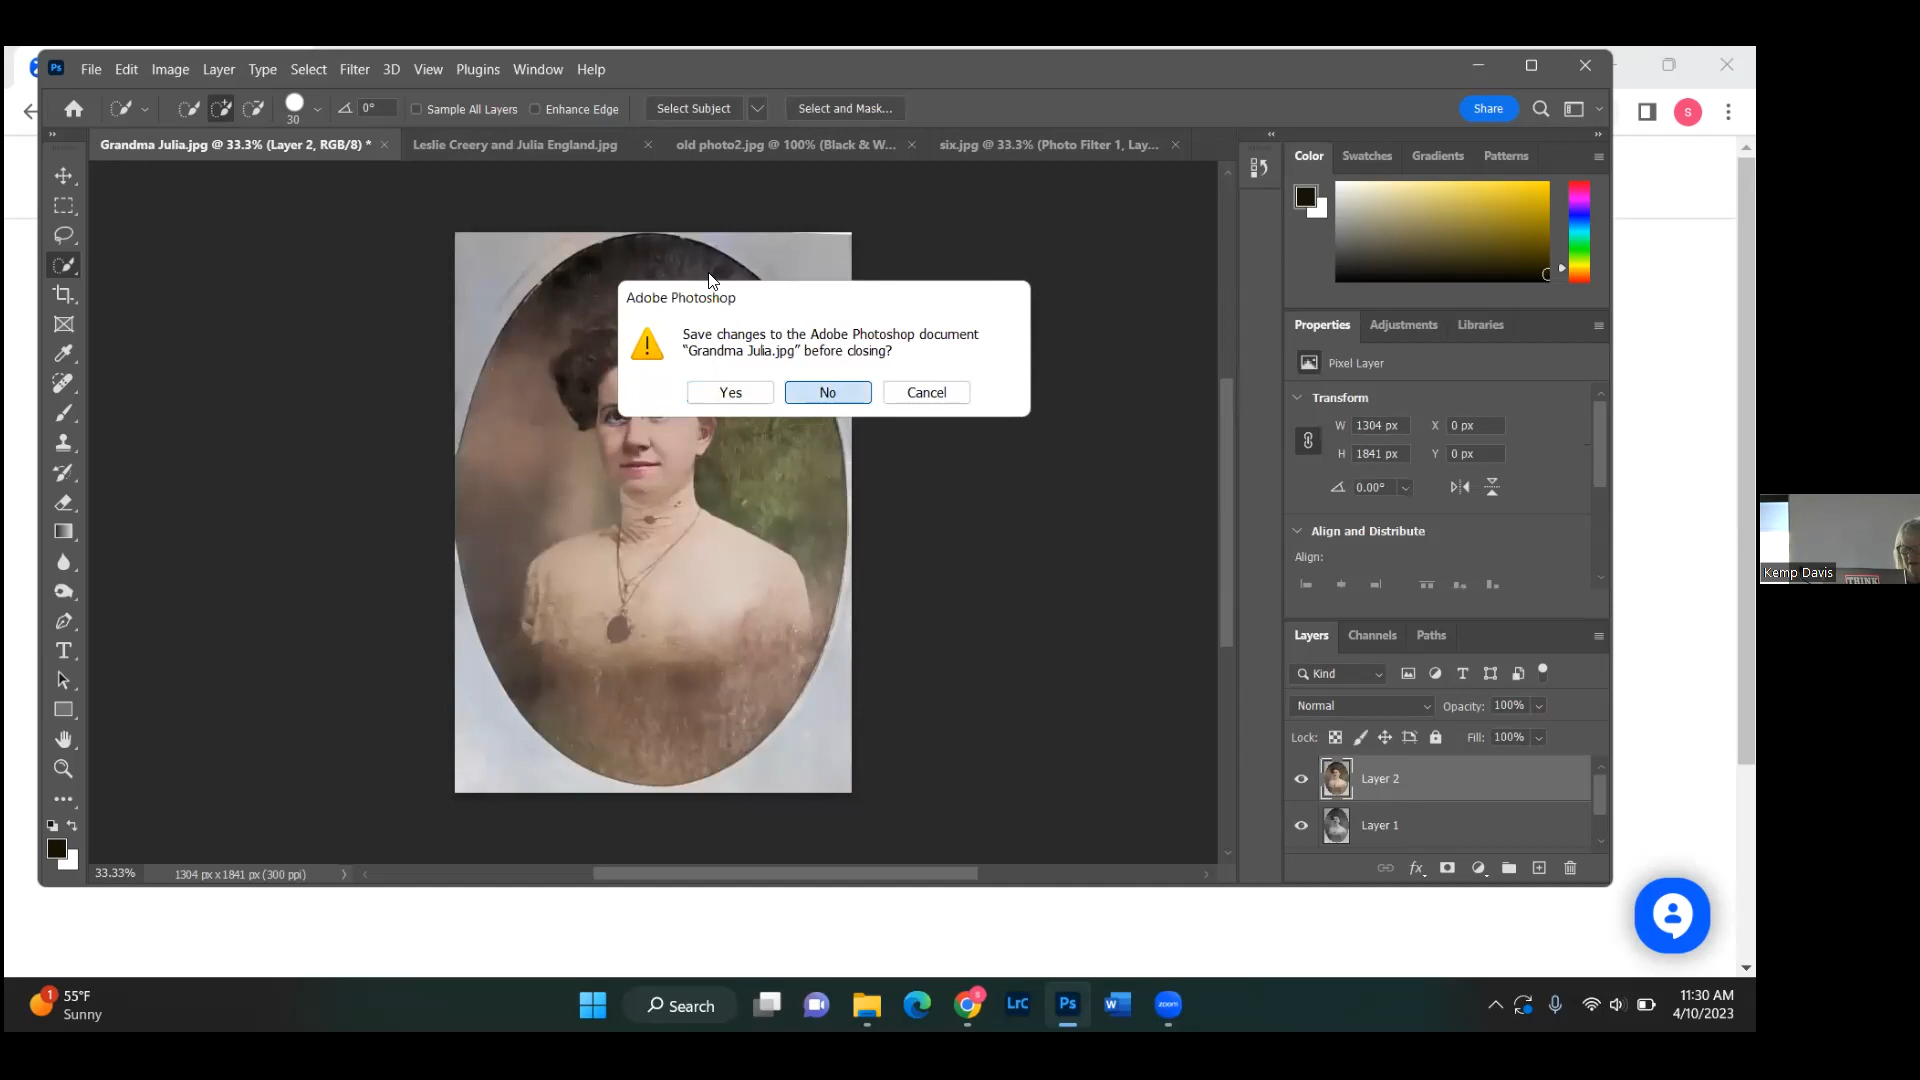 Ps File Edit Image Layer Type Select Filter 3D View Plugins Window Help
30 0° Sample All Layers Enhance Edge Select Subject Select and Mask... Share S
Grandma Julia.jpg @ 33.3% (Layer 2, RGB/8) * Leslie Creery and Julia England.jpg old photo2.jpg @ 100% (Black & W... six.jpg @ 33.3% (Photo Filter 1, Lay...
Color Swatches Gradients Patterns
Adobe Photoshop
Save changes to the Adobe Photoshop document
“Grandma Julia.jpg” before closing?
Yes No Cancel
Properties Adjustments Libraries
Pixel Layer
Transform
W 1304 px X 0 px
H 1841 px Y 0 px
0.00°
Align and Distribute
Align:
Layers Channels Paths
Kind
Normal Opacity: 100%
Lock: Fill: 100%
Layer 2
Layer 1
fx
33.33% 1304 px x 1841 px (300 ppi)
Kemp Davis
THINK
1 55°F
Sunny
Search LrC Ps W zoom
11:30 AM
4/10/2023